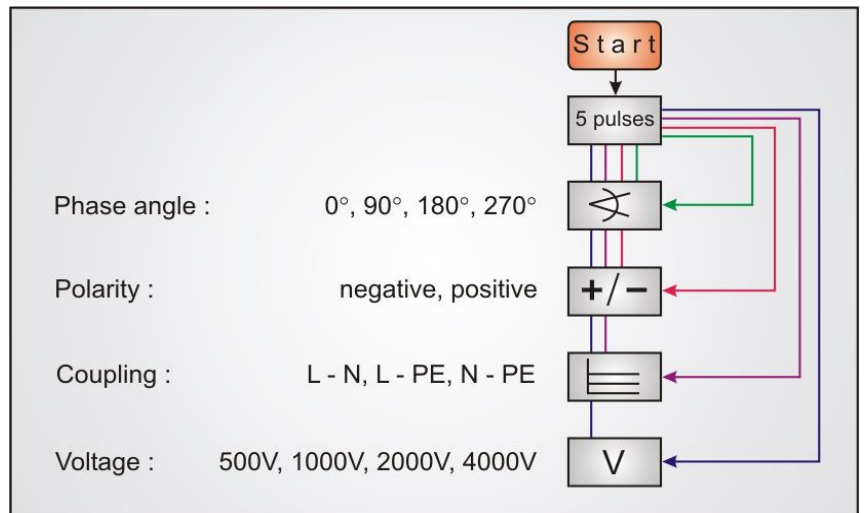 Start
5 pulses
Phase angle : 0°, 90°, 180°, 270°
Polarity : negative, positive
+/−
Coupling : L - N, L - PE, N - PE
Voltage : 500V, 1000V, 2000V, 4000V
V